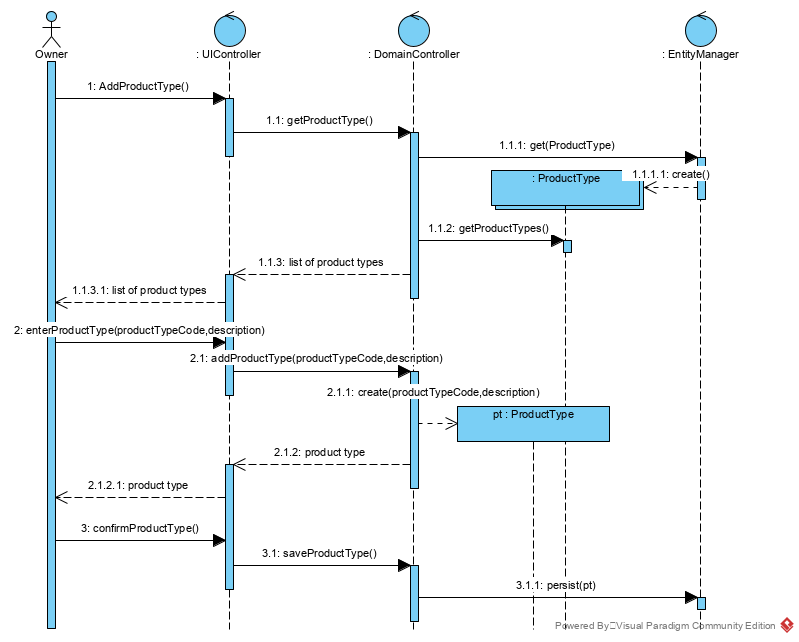 Owner
: UIController
: DomainController
: EntityManager
1: AddProductType()
1.1: getProductType()
1.1.1: get(ProductType)
: ProductType
1.1.1.1: create()
1.1.2: getProductTypes()
1.1.3: list of product types
1.1.3.1: list of product types
2: enterProductType(productTypeCode,description)
2.1: addProductType(productTypeCode,description)
2.1.1: create(productTypeCode,description)
pt : ProductType
2.1.2: product type
2.1.2.1: product type
3: confirmProductType()
3.1: saveProductType()
3.1.1: persist(pt)
Powered By Visual Paradigm Community Edition